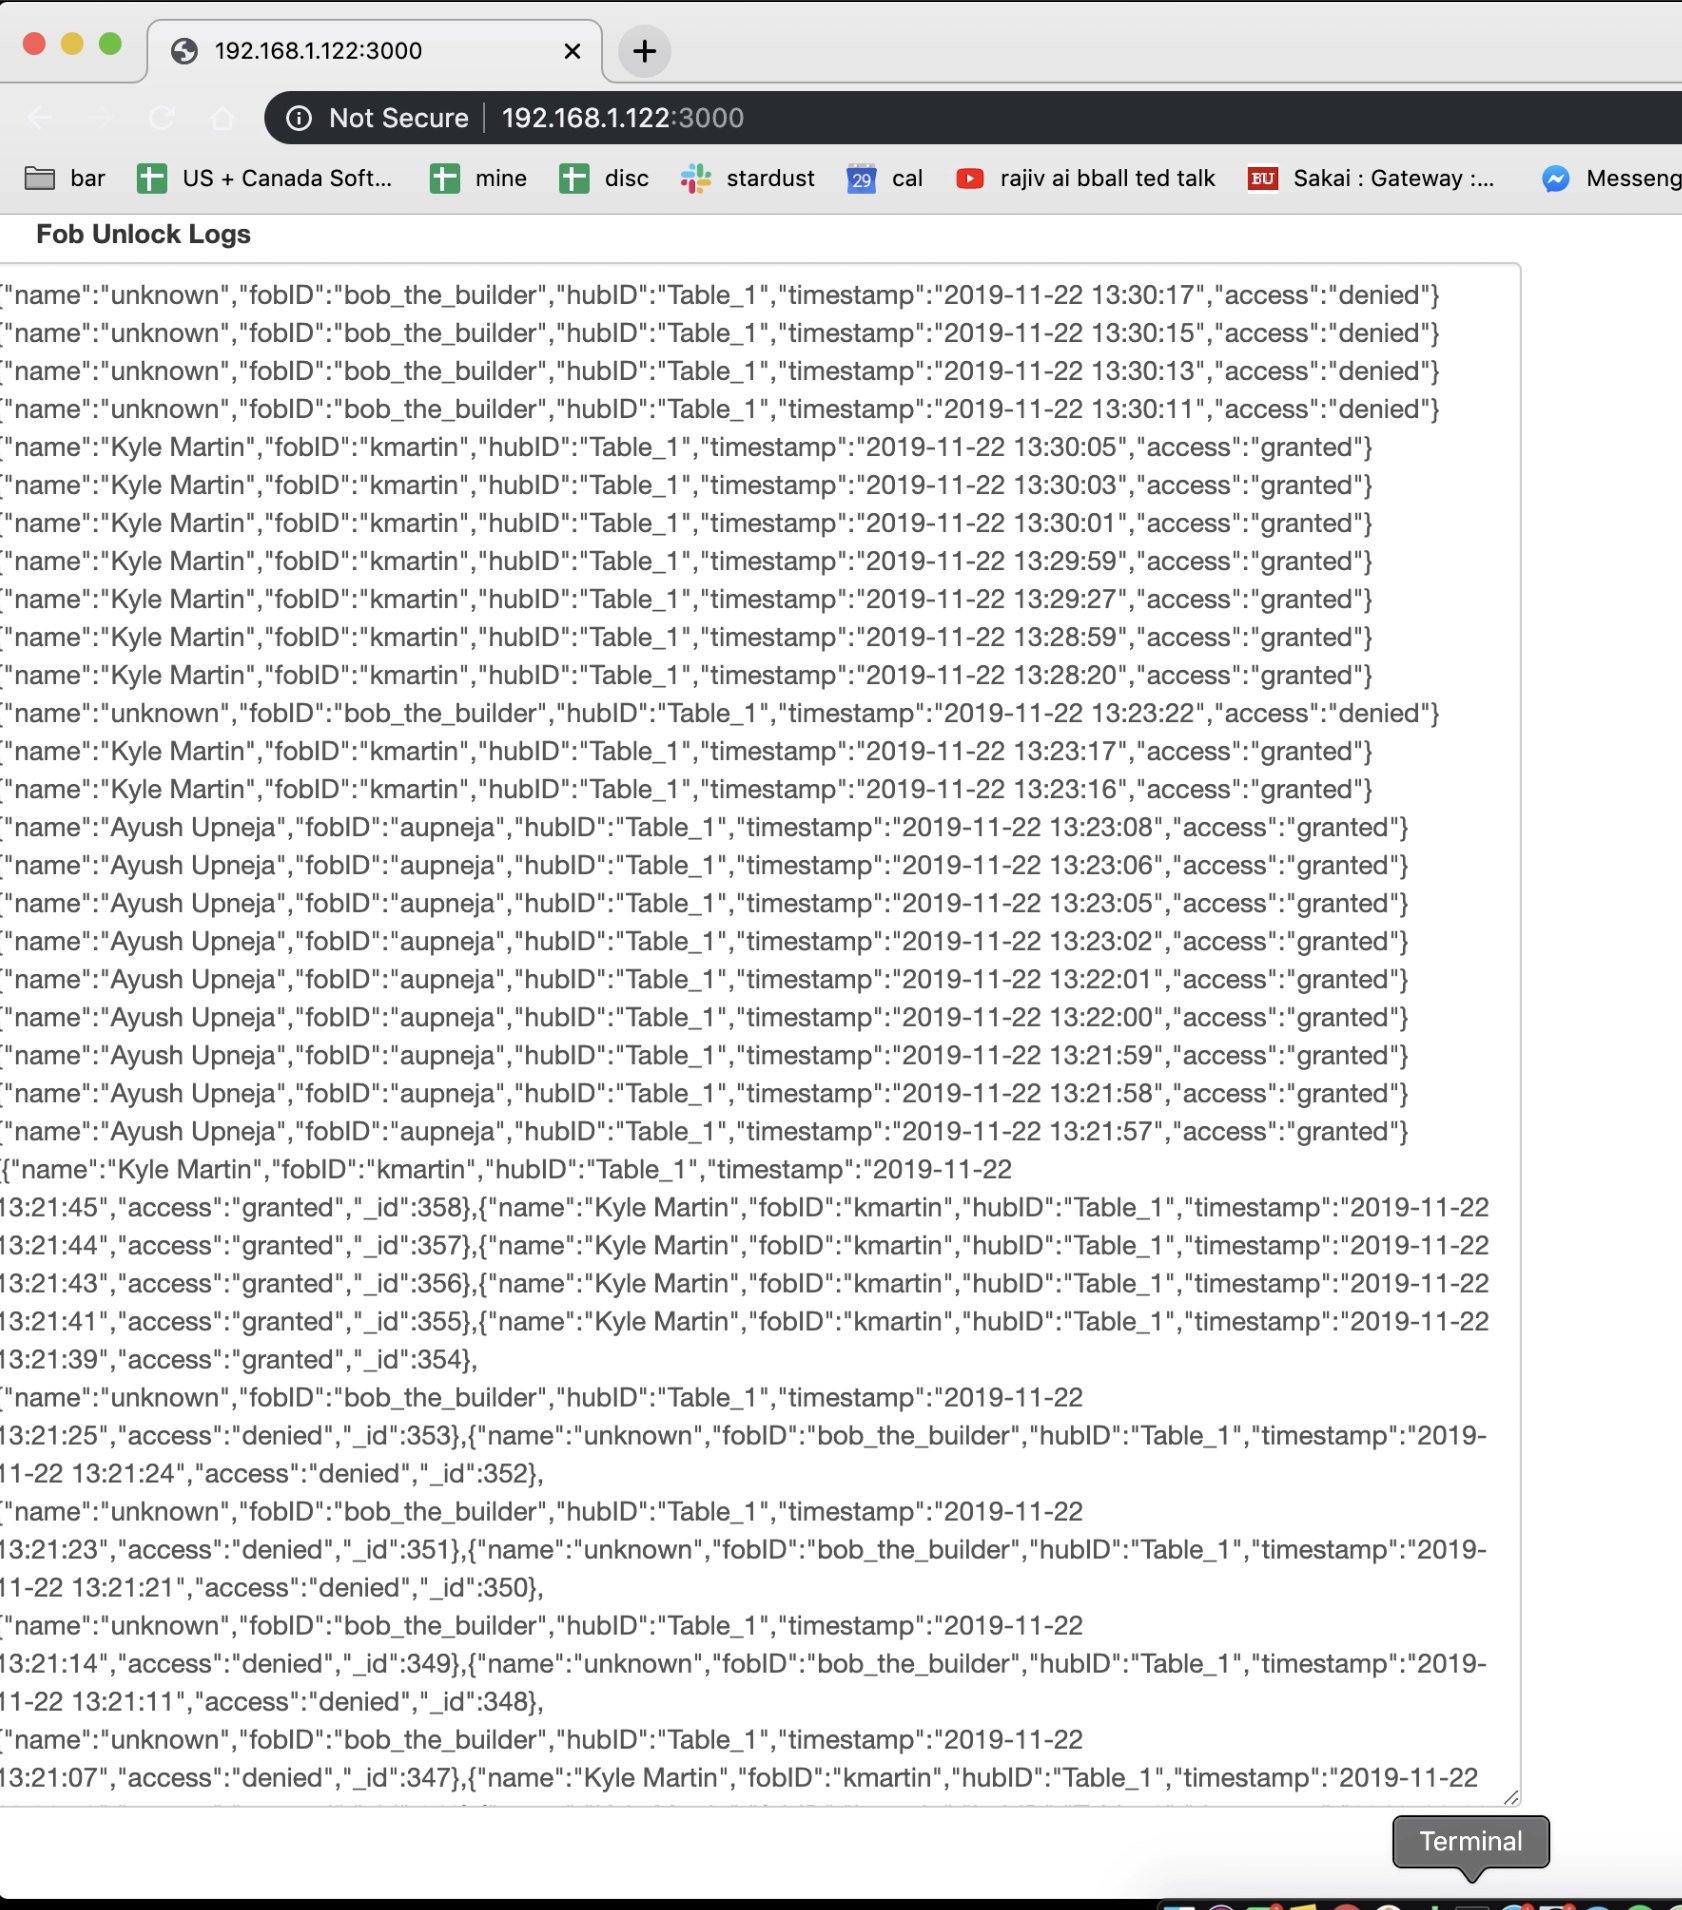 192.168.1.122:3000
Not Secure 192.168.1.122:3000
bar US + Canada Soft... mine disc stardust 29 cal rajiv ai bball ted talk BU Sakai : Gateway :... Messeng
Fob Unlock Logs
"name":"unknown","fobID":"bob_the_builder","hubID":"Table_1","timestamp":"2019-11-22 13:30:17","access":"denied"}
"name":"unknown","fobID":"bob_the_builder","hubID":"Table_1","timestamp":"2019-11-22 13:30:15","access":"denied"}
"name":"unknown","fobID":"bob_the_builder","hubID":"Table_1","timestamp":"2019-11-22 13:30:13","access":"denied"}
"name":"unknown","fobID":"bob_the_builder","hubID":"Table_1","timestamp":"2019-11-22 13:30:11","access":"denied"}
"name":"Kyle Martin","fobID":"kmartin","hubID":"Table_1","timestamp":"2019-11-22 13:30:05","access":"granted"}
"name":"Kyle Martin","fobID":"kmartin","hubID":"Table_1","timestamp":"2019-11-22 13:30:03","access":"granted"}
"name":"Kyle Martin","fobID":"kmartin","hubID":"Table_1","timestamp":"2019-11-22 13:30:01","access":"granted"}
"name":"Kyle Martin","fobID":"kmartin","hubID":"Table_1","timestamp":"2019-11-22 13:29:59","access":"granted"}
"name":"Kyle Martin","fobID":"kmartin","hubID":"Table_1","timestamp":"2019-11-22 13:29:27","access":"granted"}
"name":"Kyle Martin","fobID":"kmartin","hubID":"Table_1","timestamp":"2019-11-22 13:28:59","access":"granted"}
"name":"Kyle Martin","fobID":"kmartin","hubID":"Table_1","timestamp":"2019-11-22 13:28:20","access":"granted"}
"name":"unknown","fobID":"bob_the_builder","hubID":"Table_1","timestamp":"2019-11-22 13:23:22","access":"denied"}
"name":"Kyle Martin","fobID":"kmartin","hubID":"Table_1","timestamp":"2019-11-22 13:23:17","access":"granted"}
"name":"Kyle Martin","fobID":"kmartin","hubID":"Table_1","timestamp":"2019-11-22 13:23:16","access":"granted"}
"name":"Ayush Upneja","fobID":"aupneja","hubID":"Table_1","timestamp":"2019-11-22 13:23:08","access":"granted"}
"name":"Ayush Upneja","fobID":"aupneja","hubID":"Table_1","timestamp":"2019-11-22 13:23:06","access":"granted"}
"name":"Ayush Upneja","fobID":"aupneja","hubID":"Table_1","timestamp":"2019-11-22 13:23:05","access":"granted"}
"name":"Ayush Upneja","fobID":"aupneja","hubID":"Table_1","timestamp":"2019-11-22 13:23:02","access":"granted"}
"name":"Ayush Upneja","fobID":"aupneja","hubID":"Table_1","timestamp":"2019-11-22 13:22:01","access":"granted"}
"name":"Ayush Upneja","fobID":"aupneja","hubID":"Table_1","timestamp":"2019-11-22 13:22:00","access":"granted"}
"name":"Ayush Upneja","fobID":"aupneja","hubID":"Table_1","timestamp":"2019-11-22 13:21:59","access":"granted"}
"name":"Ayush Upneja","fobID":"aupneja","hubID":"Table_1","timestamp":"2019-11-22 13:21:58","access":"granted"}
"name":"Ayush Upneja","fobID":"aupneja","hubID":"Table_1","timestamp":"2019-11-22 13:21:57","access":"granted"}
{"name":"Kyle Martin","fobID":"kmartin","hubID":"Table_1","timestamp":"2019-11-22
13:21:45","access":"granted","_id":358},{"name":"Kyle Martin","fobID":"kmartin","hubID":"Table_1","timestamp":"2019-11-22
13:21:44","access":"granted","_id":357},{"name":"Kyle Martin","fobID":"kmartin","hubID":"Table_1","timestamp":"2019-11-22
13:21:43","access":"granted","_id":356},{"name":"Kyle Martin","fobID":"kmartin","hubID":"Table_1","timestamp":"2019-11-22
13:21:41","access":"granted","_id":355},{"name":"Kyle Martin","fobID":"kmartin","hubID":"Table_1","timestamp":"2019-11-22
13:21:39","access":"granted","_id":354},
"name":"unknown","fobID":"bob_the_builder","hubID":"Table_1","timestamp":"2019-11-22
13:21:25","access":"denied","_id":353},{"name":"unknown","fobID":"bob_the_builder","hubID":"Table_1","timestamp":"2019-
11-22 13:21:24","access":"denied","_id":352},
"name":"unknown","fobID":"bob_the_builder","hubID":"Table_1","timestamp":"2019-11-22
13:21:23","access":"denied","_id":351},{"name":"unknown","fobID":"bob_the_builder","hubID":"Table_1","timestamp":"2019-
11-22 13:21:21","access":"denied","_id":350},
"name":"unknown","fobID":"bob_the_builder","hubID":"Table_1","timestamp":"2019-11-22
13:21:14","access":"denied","_id":349},{"name":"unknown","fobID":"bob_the_builder","hubID":"Table_1","timestamp":"2019-
11-22 13:21:11","access":"denied","_id":348},
"name":"unknown","fobID":"bob_the_builder","hubID":"Table_1","timestamp":"2019-11-22
13:21:07","access":"denied","_id":347},{"name":"Kyle Martin","fobID":"kmartin","hubID":"Table_1","timestamp":"2019-11-22
Terminal